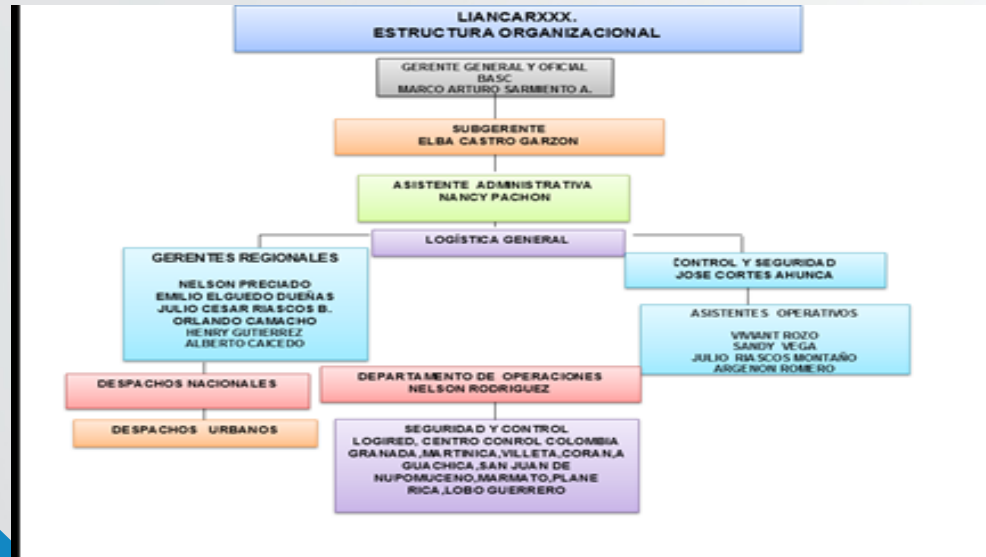 LIANCARXXX.
ESTRUCTURA ORGANIZACIONAL
GERENTE GENERAL Y OFICIAL
BASC
MARCO ARTURO SARMIENTO A.
SUBGERENTE
ELBA CASTRO GARZON
ASISTENTE ADMINISTRATIVA
NANCY PACHON
LOGÍSTICA GENERAL
GERENTES REGIONALES
NELSON PRECIADO
EMILIO ELGUEDO DUEÑAS
JULIO CESAR RIASCOS B.
ORLANDO CAMACHO
HENRY GUTIERREZ
ALBERTO CAICEDO
CONTROL Y SEGURIDAD
JOSE CORTES AHUNCA
ASISTENTES OPERATIVOS
VIVIANT ROZO
SANDY VEGA
JULIO RIASCOS MONTAÑO
ARGENON ROMERO
DESPACHOS NACIONALES
DESPACHOS URBANOS
DEPARTAMENTO DE OPERACIONES
NELSON RODRIGUEZ
SEGURIDAD Y CONTROL
LOGIRED, CENTRO CONROL COLOMBIA
GRANADA,MARTINICA,VILLETA,CORAN,A
GUACHICA,SAN JUAN DE
NUPOMUCENO,MARMATO,PLANE
RICA,LOBO GUERRERO